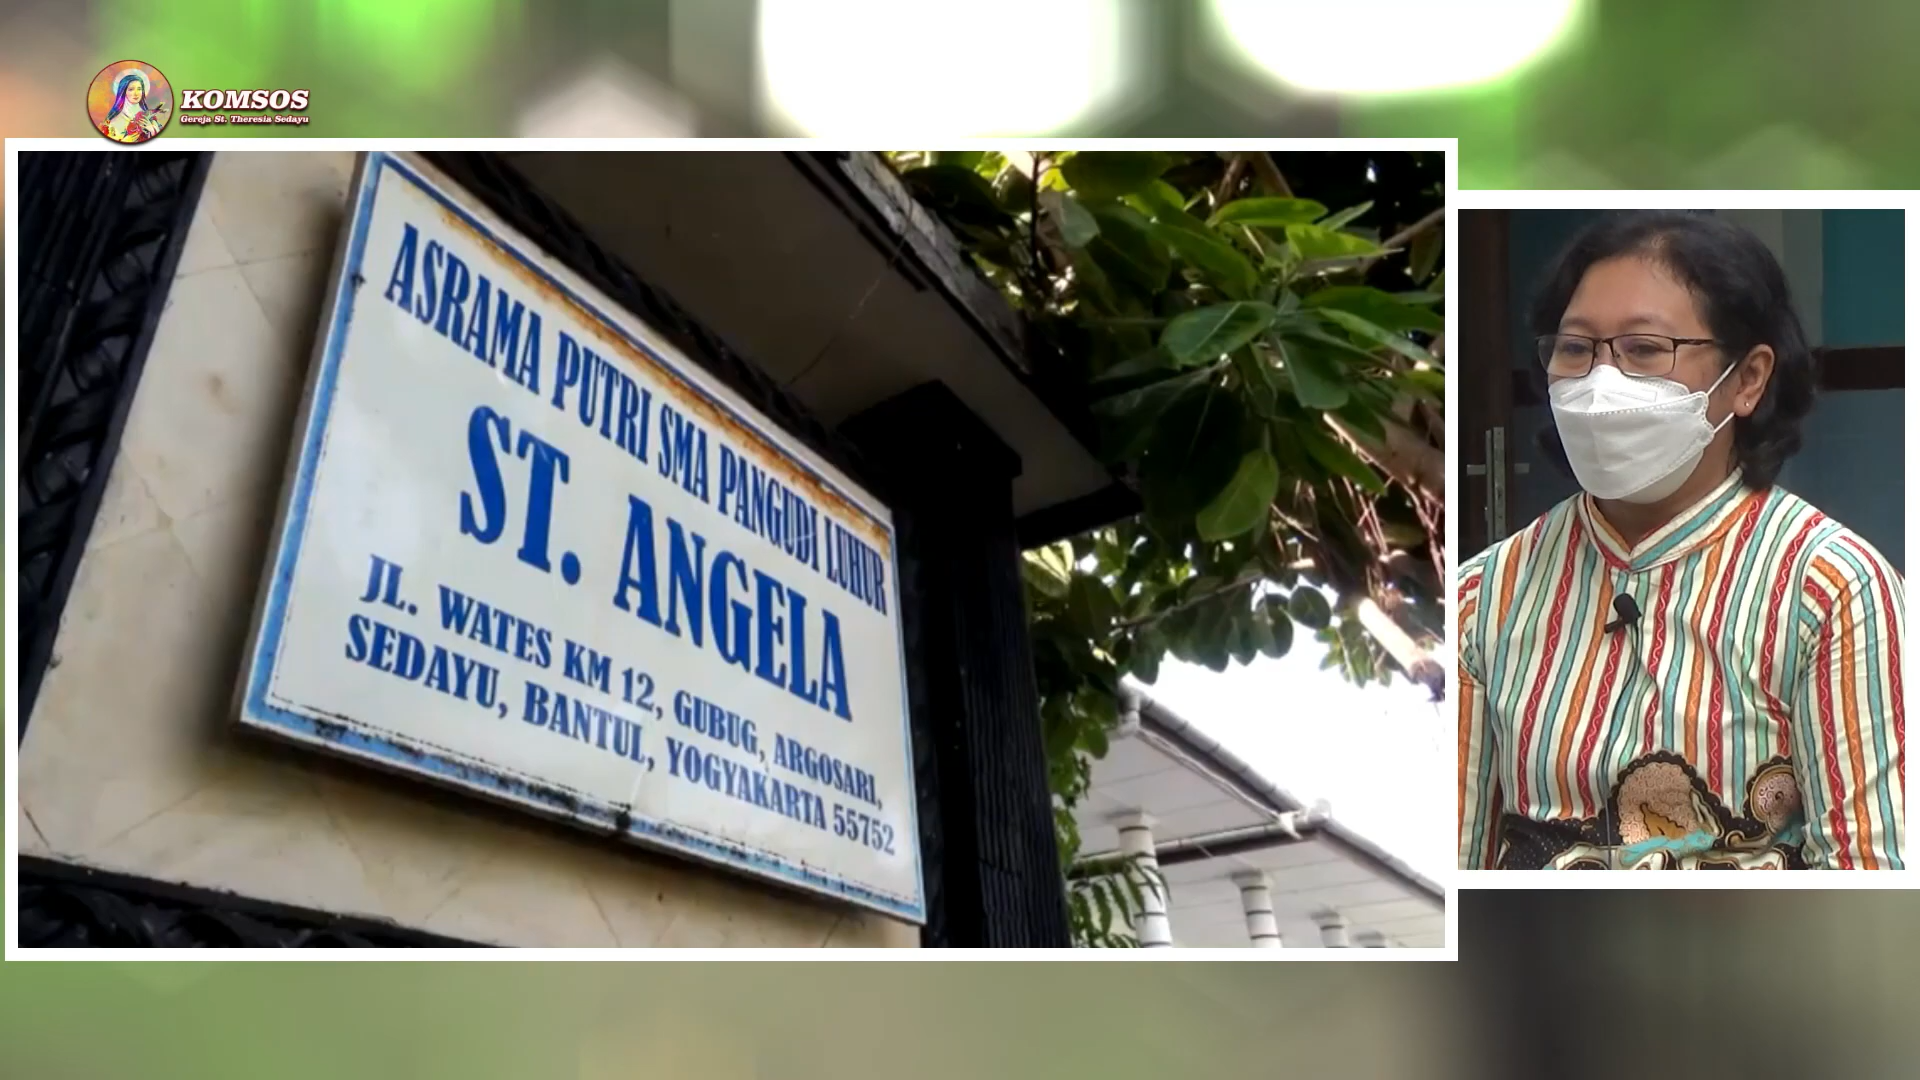 KOMSOS
Gereja St. Theresia Sedayu
ASRAMA PUTRI SMA PANGUDI LUHUR
ST. ANGELA
JL. WATES KM 12, GUBUG, ARGOSARI,
SEDAYU, BANTUL, YOGYAKARTA 55752